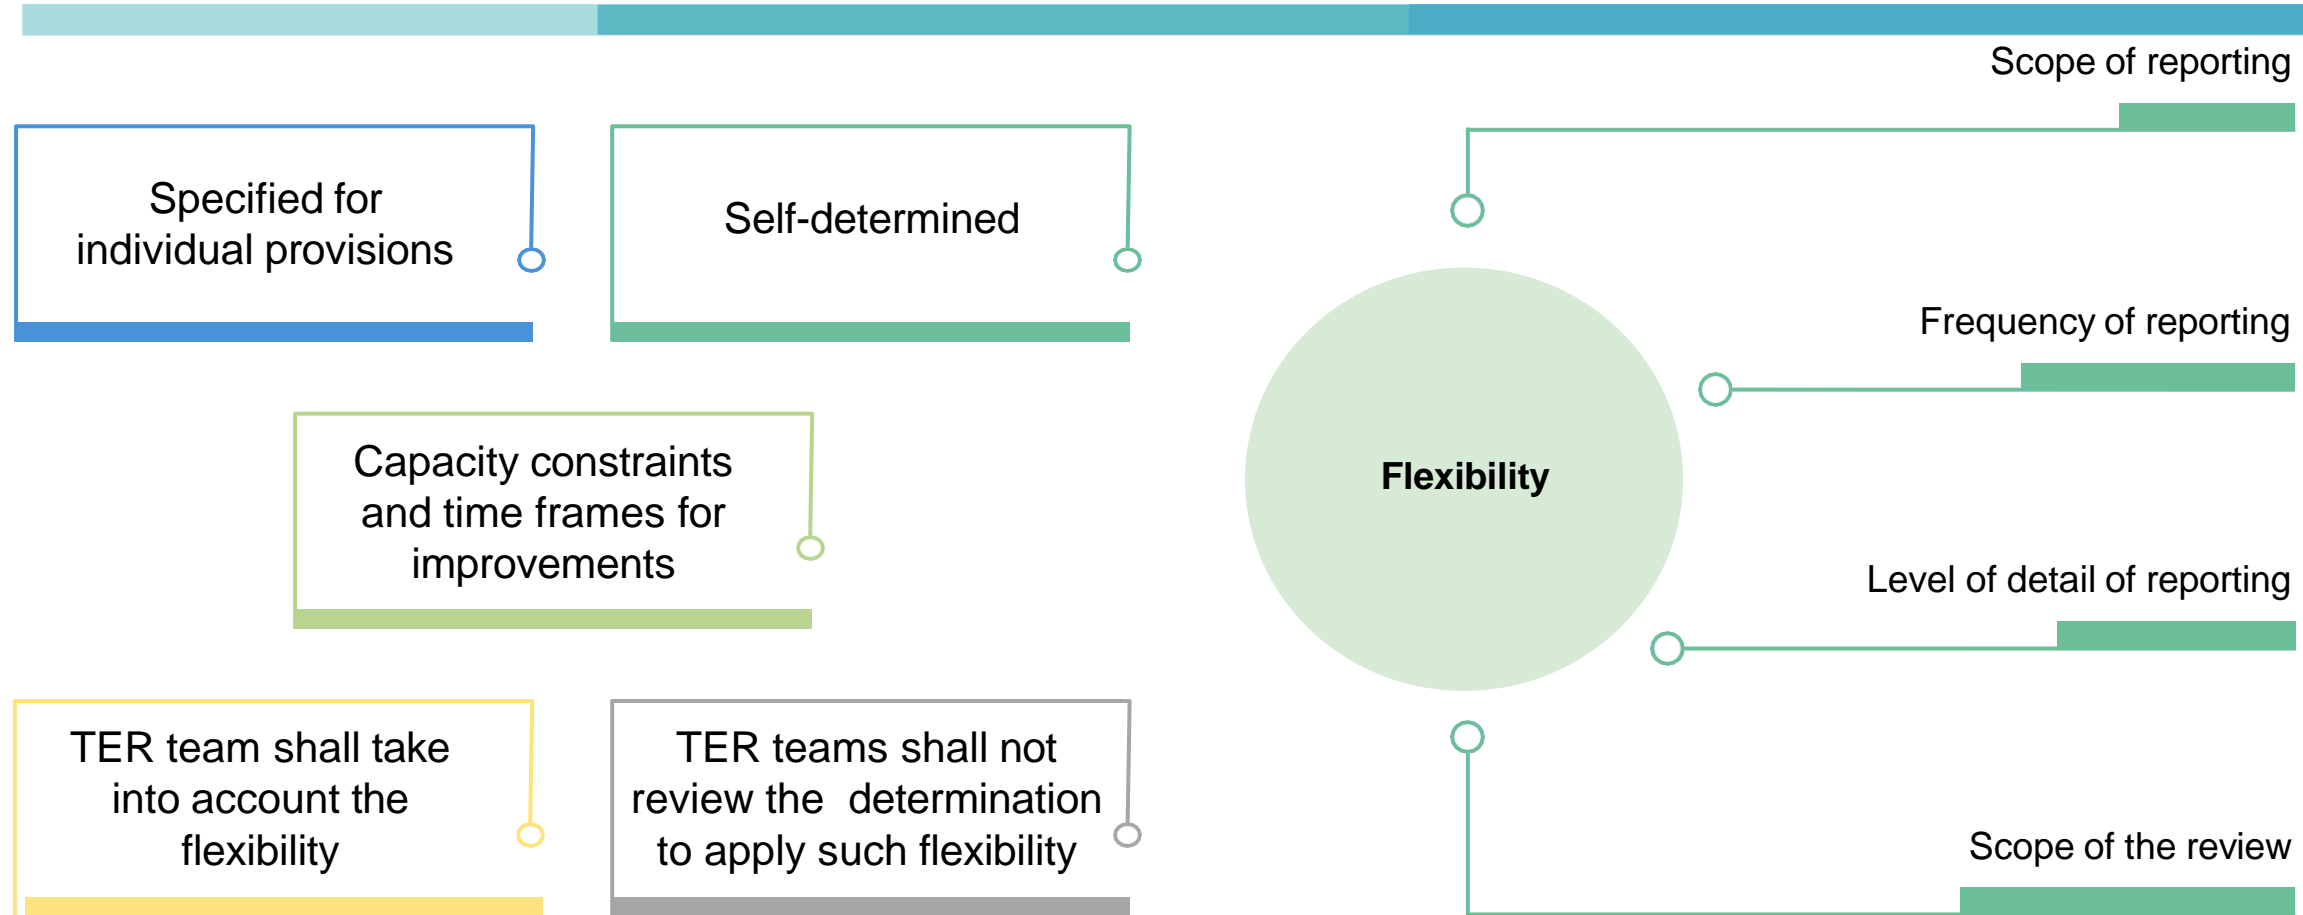 Specified for
individual provisions
Self-determined
Capacity constraints
and time frames for
improvements
TER team shall take
into account the
flexibility
TER teams shall not
review the  determination
to apply such flexibility
Flexibility
Scope of reporting
Frequency of reporting
Level of detail of reporting
Scope of the review